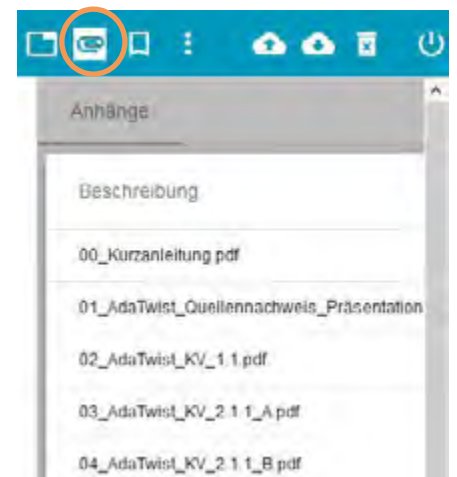 Anhänge
Beschreibung
00_Kurzanleitung.pdf
01_AdaTwist_Quellennachweis_Präsentation
02_AdaTwist_KV_1.1.pdf
03_AdaTwist_KV_2.1.1_A.pdf
04_AdaTwist_KV_2.1.1_B.pdf